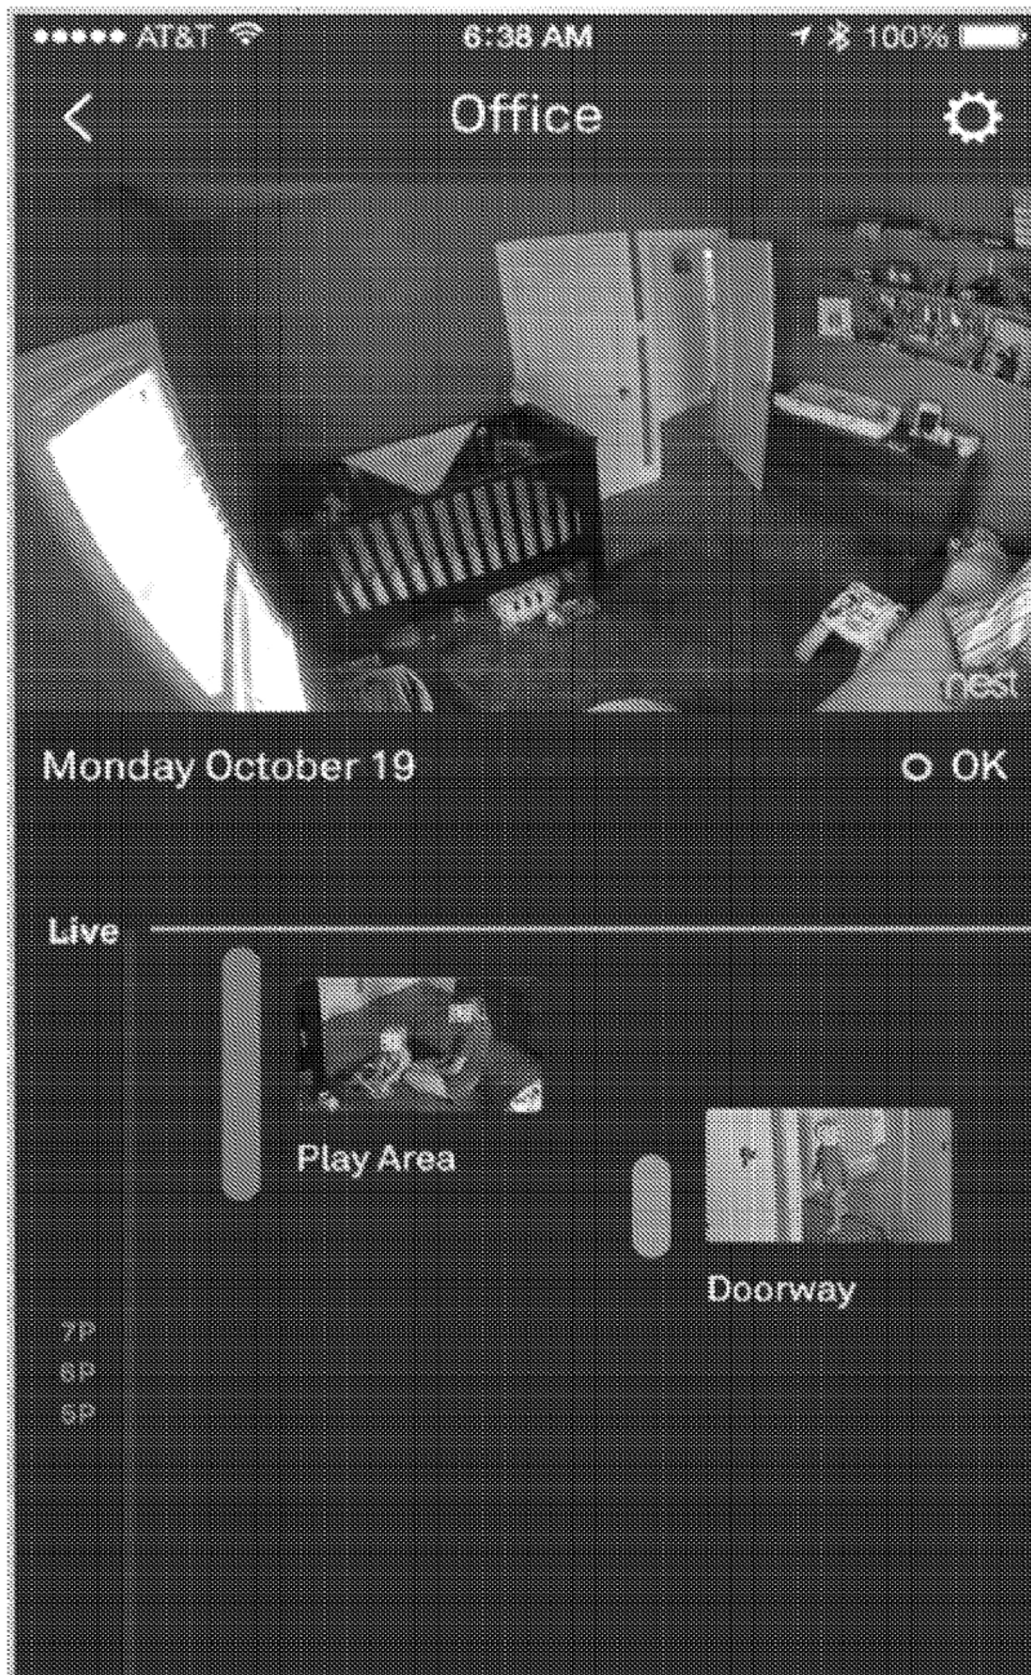 AT&T 6:38 AM 100%
Office
nest
Monday October 19 OK
Live
Play Area
Doorway
7P
6P
5P